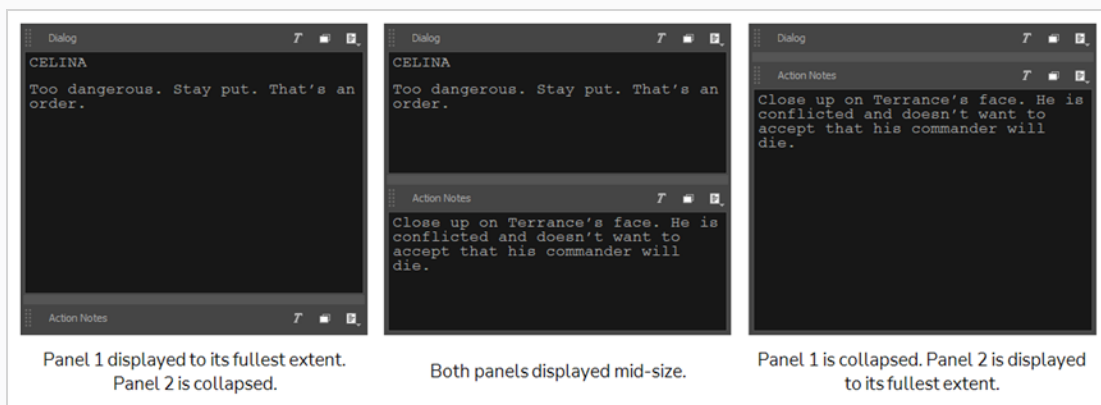 Dialog T
CELINA
Too dangerous. Stay put. That's an
order.
Action Notes T
Panel 1 displayed to its fullest extent.
Panel 2 is collapsed.
Dialog T
CELINA
Too dangerous. Stay put. That's an
order.
Action Notes T
Close up on Terrance's face. He is
conflicted and doesn't want to
accept that his commander will
die.
Both panels displayed mid-size.
Dialog T
Action Notes T
Close up on Terrance's face. He is
conflicted and doesn't want to
accept that his commander will
die.
Panel 1 is collapsed. Panel 2 is displayed
to its fullest extent.